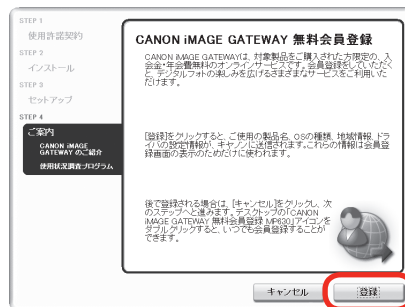 STEP 1
使用許諾契約
STEP 2
インストール
STEP 3
セットアップ
STEP 4
ご案内
CANON iMAGE
GATEWAY のご紹介
使用状況調査プログラム
CANON iMAGE GATEWAY 無料会員登録
CANON iMAGE GATEWAYは、対象製品をご購入された方限定の、入
会金・年会費無料のオンラインサービスです。会員登録をしていただく
と、デジタルフォトの楽しみを広げるさまざまなサービスをご利用いた
だけます。
[登録]をクリックすると、ご使用の製品名、OSの種類、地域情報、ドラ
イバの設定情報が、キヤノンに送信されます。これらの情報は会員登
録画面の表示のためだけに使われます。
後で登録される場合は、[キャンセル]をクリックし、次
のステップへと進みます。デスクトップの「CANON
iMAGE GATEWAY 無料会員登録 MP630」アイコンを
ダブルクリックすると、いつでも会員登録することが
できます。
キャンセル
登録